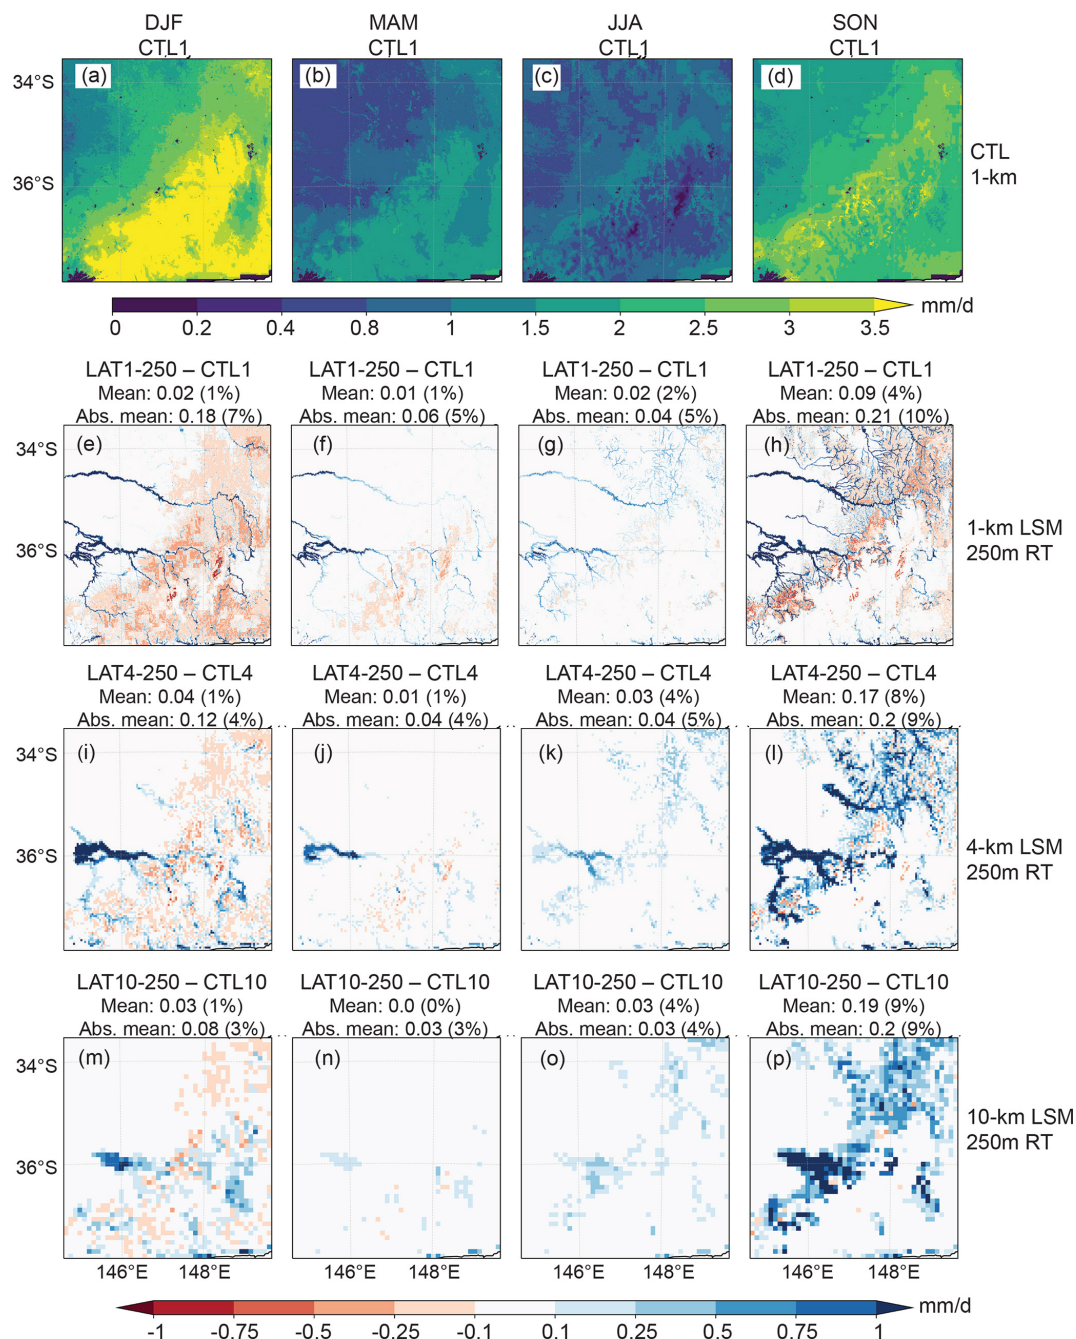 DJF MAM JJA SON
CTL1 CTL1 CTL1 CTL1
34°S (a) (b) (c) (d)
CTL
1-km
36°S
0 0.2 0.4 0.8 1 1.5 2 2.5 3 3.5 mm/d
LAT1-250 – CTL1 LAT1-250 – CTL1 LAT1-250 – CTL1 LAT1-250 – CTL1
Mean: 0.02 (1%) Mean: 0.01 (1%) Mean: 0.02 (2%) Mean: 0.09 (4%)
Abs. mean: 0.18 (7%) Abs. mean: 0.06 (5%) Abs. mean: 0.04 (5%) Abs. mean: 0.21 (10%)
34°S (e) (f) (g) (h)
1-km LSM
36°S 250m RT
LAT4-250 – CTL4 LAT4-250 – CTL4 LAT4-250 – CTL4 LAT4-250 – CTL4
Mean: 0.04 (1%) Mean: 0.01 (1%) Mean: 0.03 (4%) Mean: 0.17 (8%)
Abs. mean: 0.12 (4%) Abs. mean: 0.04 (4%) Abs. mean: 0.04 (5%) Abs. mean: 0.2 (9%)
34°S (i) (j) (k) (l)
4-km LSM
36°S 250m RT
LAT10-250 – CTL10 LAT10-250 – CTL10 LAT10-250 – CTL10 LAT10-250 – CTL10
Mean: 0.03 (1%) Mean: 0.0 (0%) Mean: 0.03 (4%) Mean: 0.19 (9%)
Abs. mean: 0.08 (3%) Abs. mean: 0.03 (3%) Abs. mean: 0.03 (4%) Abs. mean: 0.2 (9%)
34°S (m) (n) (o) (p)
10-km LSM
36°S 250m RT
146°E 148°E 146°E 148°E 146°E 148°E 146°E 148°E
-1 -0.75 -0.5 -0.25 -0.1 0.1 0.25 0.5 0.75 1 mm/d